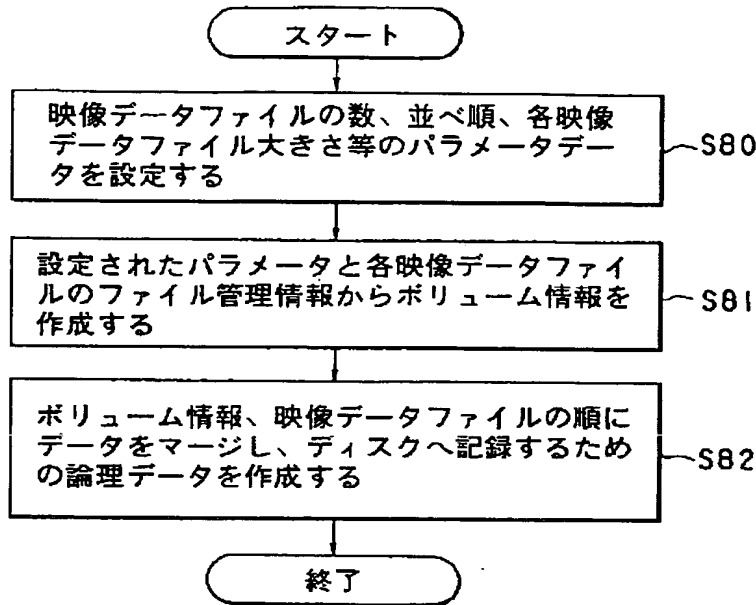 スタート
映像データファイルの数、並べ順、各映像
データファイル大きさ等のパラメータデー
タを設定する
S80
設定されたパラメータと各映像データファイ
ルのファイル管理情報からボリューム情報を
作成する
S81
ボリューム情報、映像データファイルの順に
データをマージし、ディスクへ記録するため
の論理データを作成する
S82
終了